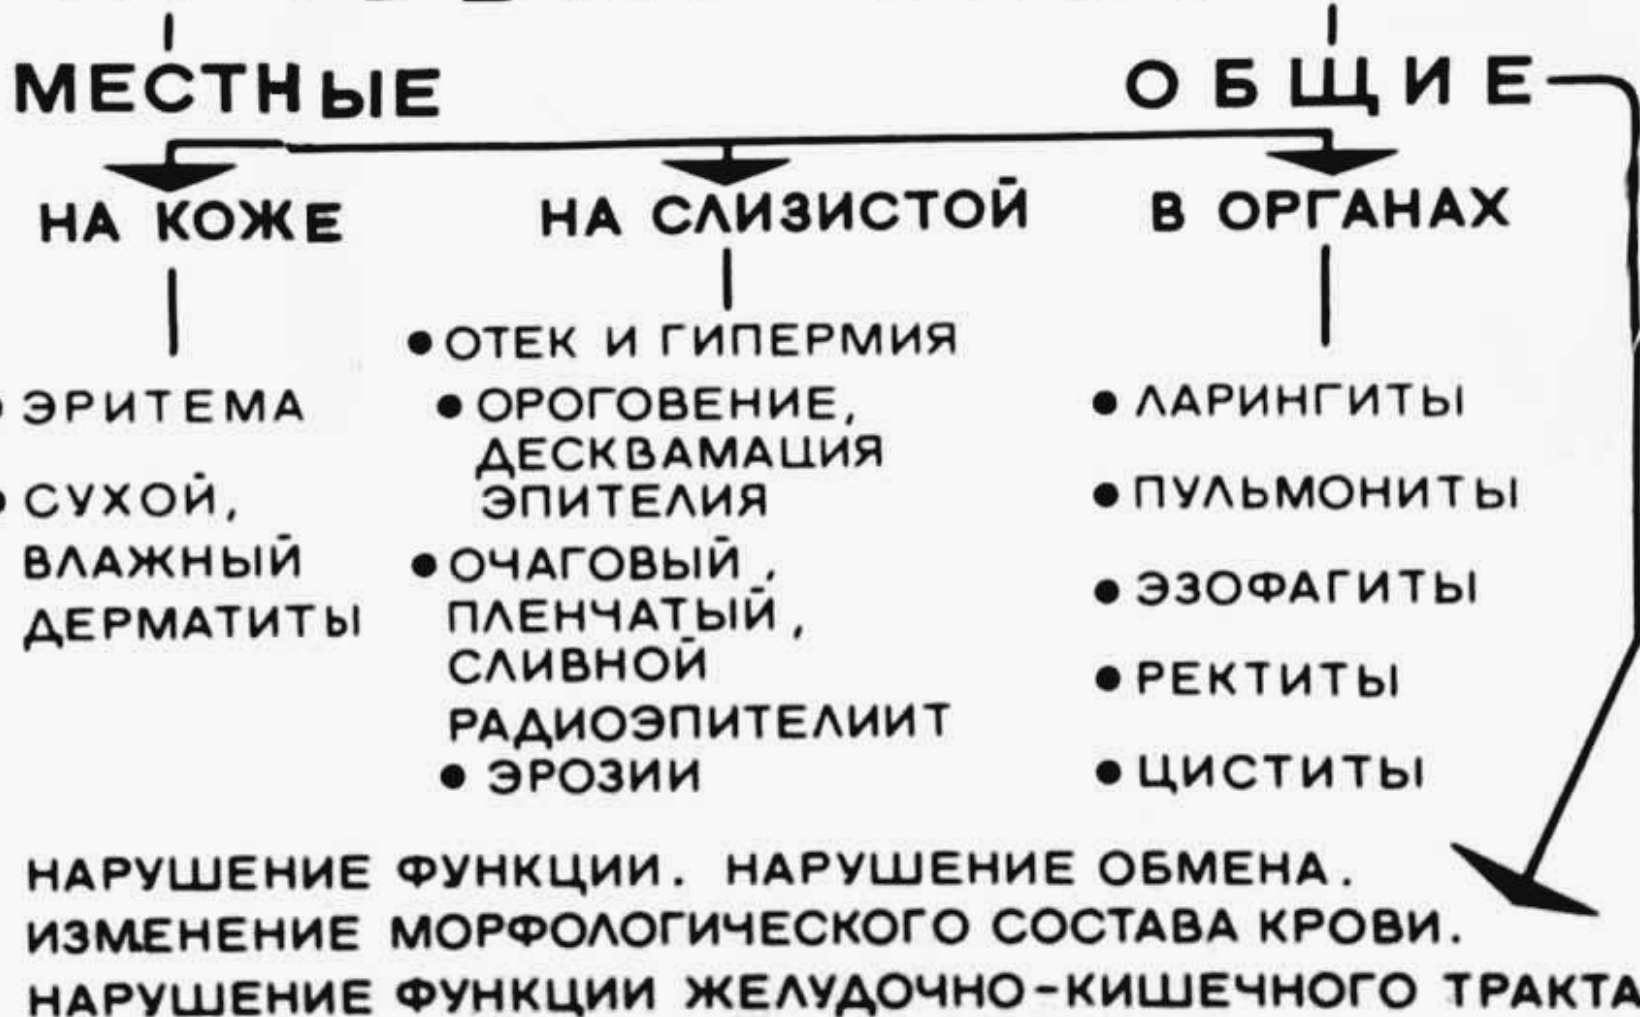 МЕСТНЫЕ
ОБЩИЕ
НА КОЖЕ
НА СЛИЗИСТОЙ
В ОРГАНАХ
● ЭРИТЕМА
● СУХОЙ,
ВЛАЖНЫЙ
ДЕРМАТИТЫ
● ОТЕК И ГИПЕРМИЯ
● ОРОГОВЕНИЕ,
ДЕСКВАМАЦИЯ
ЭПИТЕЛИЯ
● ОЧАГОВЫЙ,
ПЛЕНЧАТЫЙ,
СЛИВНОЙ
РАДИОЭПИТЕЛИИТ
● ЭРОЗИИ
● ЛАРИНГИТЫ
● ПУЛЬМОНИТЫ
● ЭЗОФАГИТЫ
● РЕКТИТЫ
● ЦИСТИТЫ
НАРУШЕНИЕ ФУНКЦИИ. НАРУШЕНИЕ ОБМЕНА.
ИЗМЕНЕНИЕ МОРФОЛОГИЧЕСКОГО СОСТАВА КРОВИ.
НАРУШЕНИЕ ФУНКЦИИ ЖЕЛУДОЧНО-КИШЕЧНОГО ТРАКТА